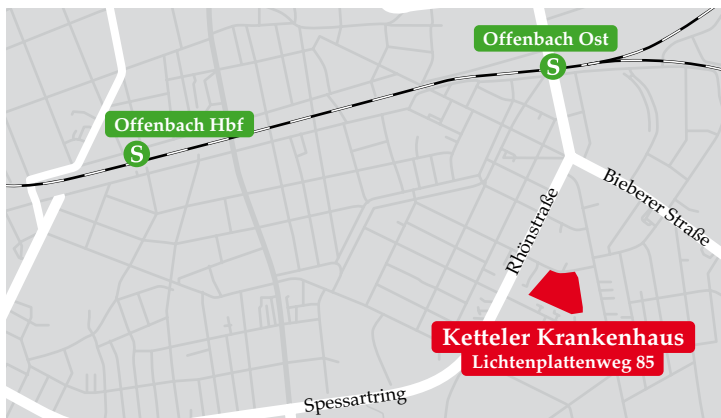 Offenbach Ost
S
Offenbach Hbf
S
Bieberer Straße
Rhönstraße
Ketteler Krankenhaus
Lichtenplattenweg 85
Spessartring